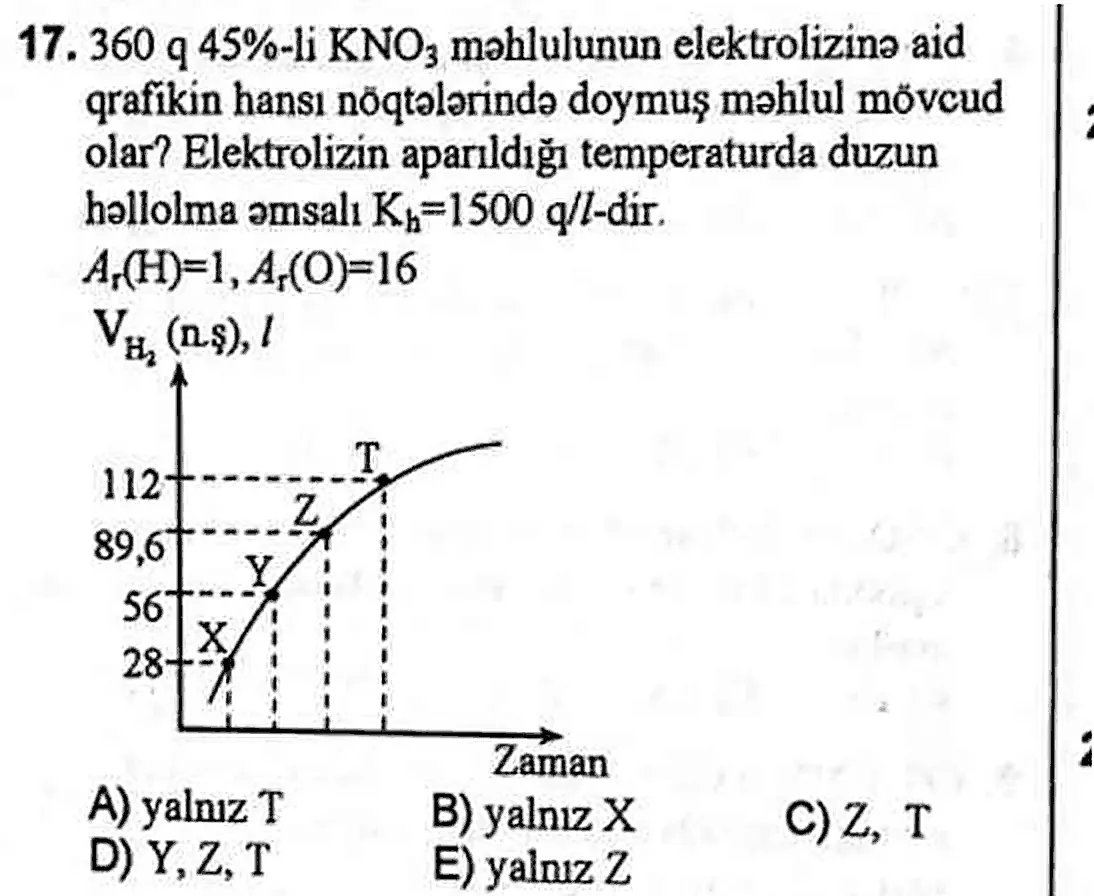 17. 360 q 45%-li KNO₃ məhlulunun elektrolizinə aid
qrafikin hansı nöqtələrində doymuş məhlul mövcud
olar? Elektrolizin aparıldığı temperaturda duzun
həllolma əmsalı Kₕ=1500 q/l-dir.
Aᵣ(H)=1, Aᵣ(O)=16
V_H₂ (n.ş), l
T
112
Z
89,6
Y
56
X
28
Zaman
A) yalnız T B) yalnız X C) Z, T
D) Y, Z, T E) yalnız Z